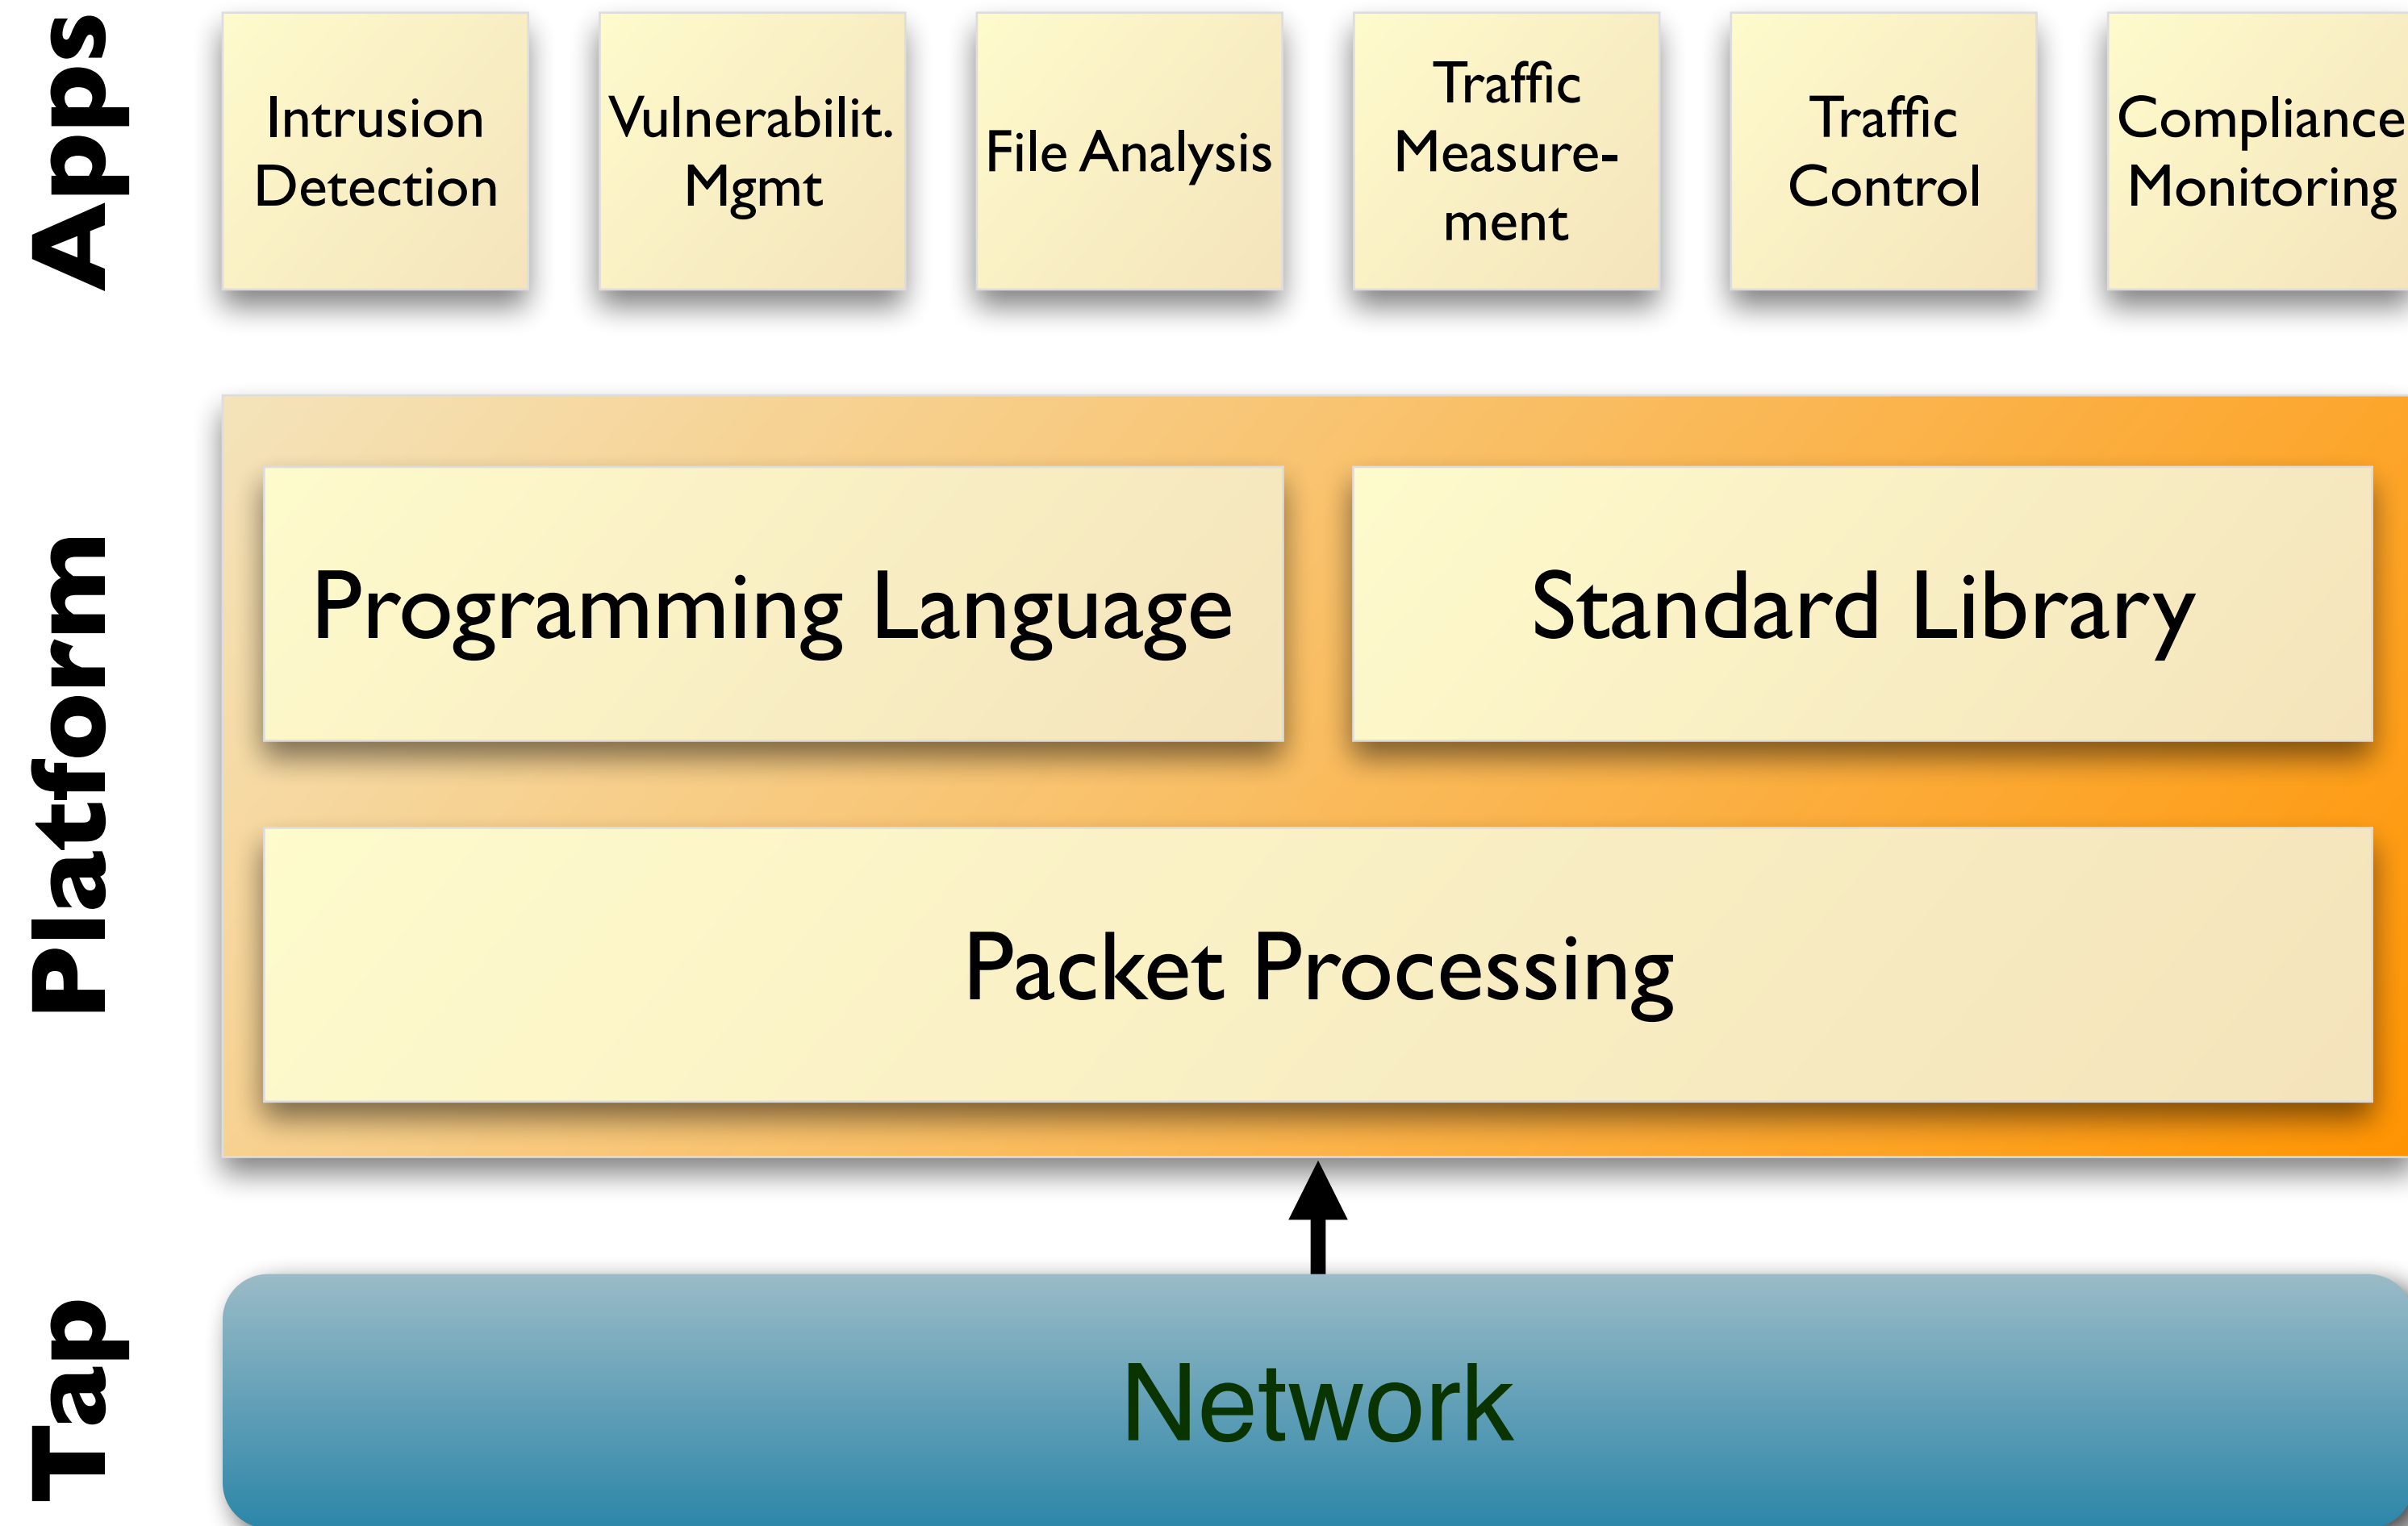 Apps
Intrusion
Detection
Vulnerabilit.
Mgmt
File Analysis
Traffic
Measure-
ment
Traffic
Control
Compliance
Monitoring
Platform
Programming Language
Standard Library
Packet Processing
Tap
Network